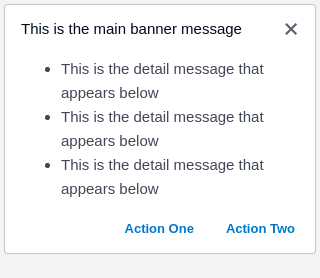 This is the main banner message
This is the detail message that
appears below
This is the detail message that
appears below
This is the detail message that
appears below
Action One Action Two